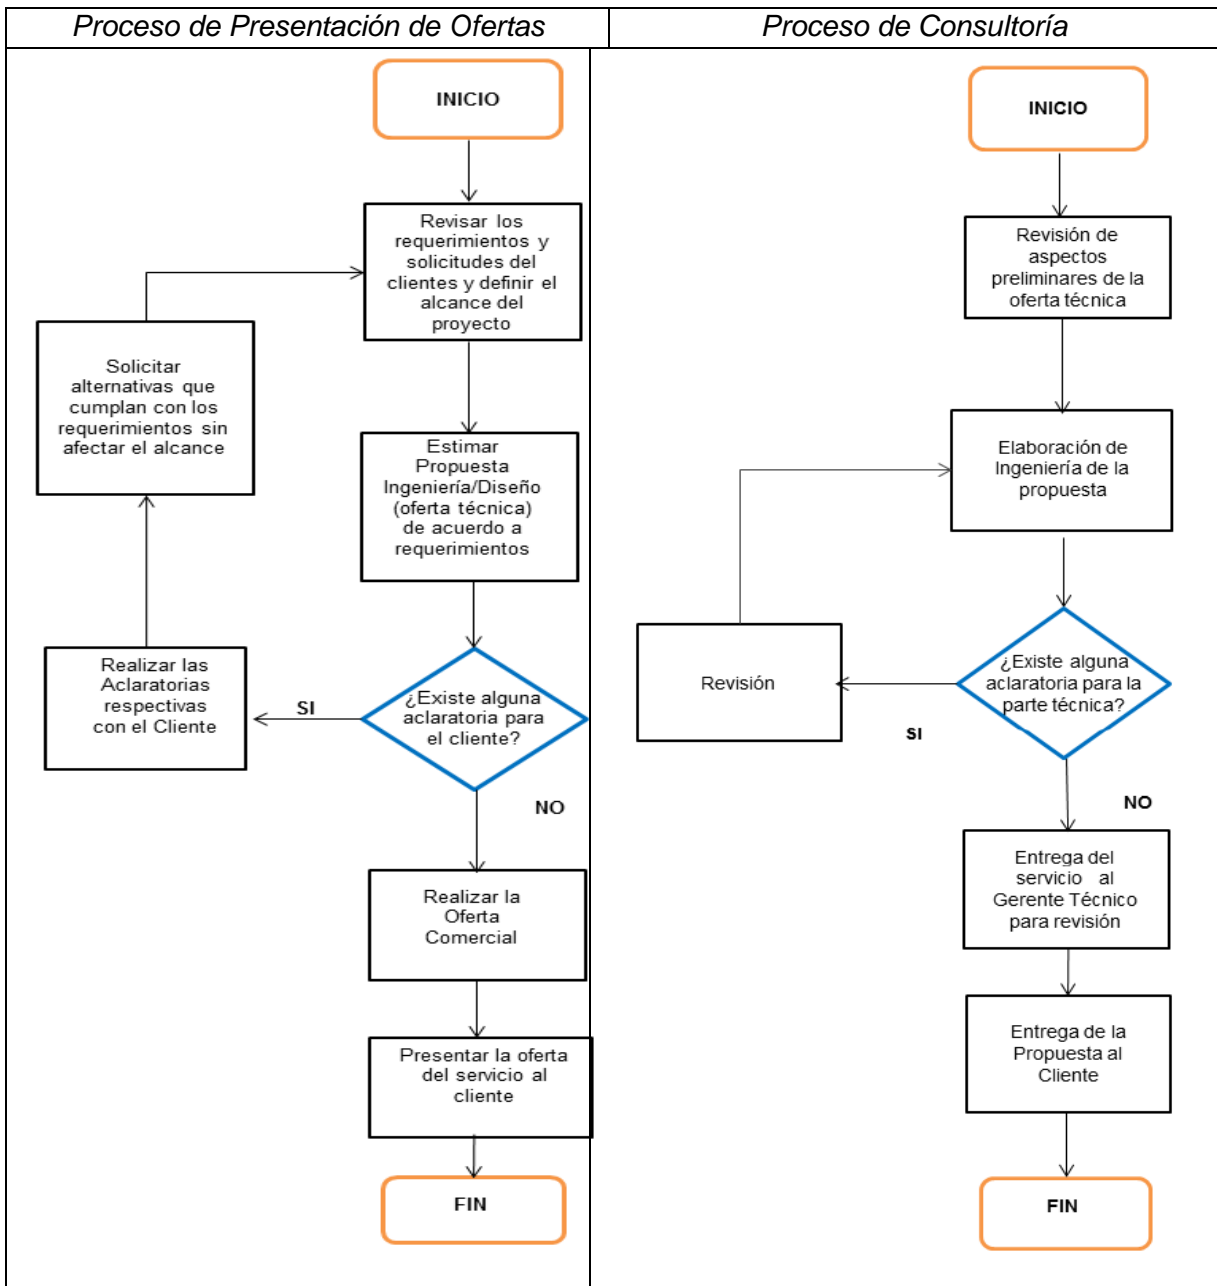 Proceso de Presentación de Ofertas
INICIO
Revisar los
requerimientos y
solicitudes del
clientes y definir el
alcance del
proyecto
Solicitar
alternativas que
cumplan con los
requerimientos sin
afectar el alcance
Estimar
Propuesta
Ingeniería/Diseño
(oferta técnica)
de acuerdo a
requerimientos
Realizar las
Aclaratorias
respectivas
con el Cliente
SI
¿Existe alguna
aclaratoria para
el cliente?
NO
Realizar la
Oferta
Comercial
Presentar la oferta
del servicio al
cliente
FIN
Proceso de Consultoría
INICIO
Revisión de
aspectos
preliminares de la
oferta técnica
Elaboración de
Ingeniería de la
propuesta
Revisión
¿Existe alguna
aclaratoria para la
parte técnica?
SI
NO
Entrega del
servicio al
Gerente Técnico
para revisión
Entrega de la
Propuesta al
Cliente
FIN